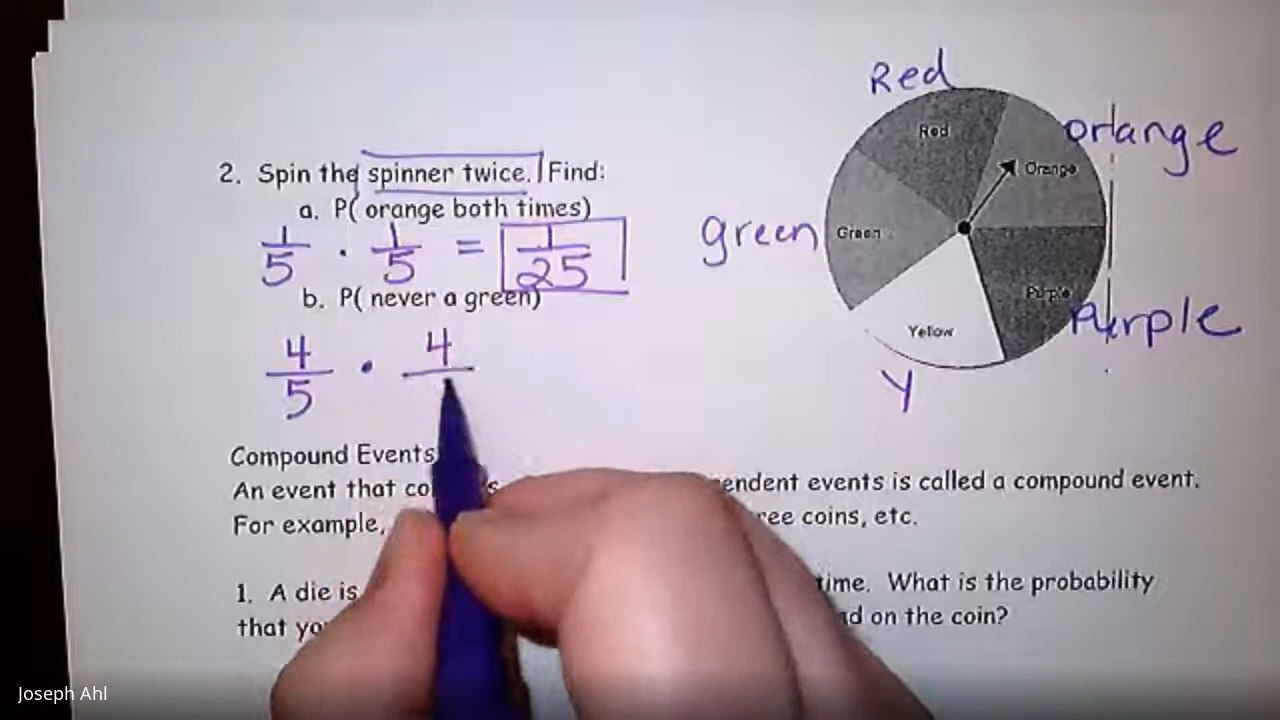 Red
orange
2. Spin the spinner twice. Find:
a. P( orange both times)
1/5 · 1/5 = 1/25
b. P( never a green)
4/5 · 4
Red
Orange
green
Green
Purple
Purple
Yellow
Y
Compound Events
An event that endent events is called a compound event.
For example, ree coins, etc.
1. A die is time. What is the probability
that you on the coin?
Joseph Ahl